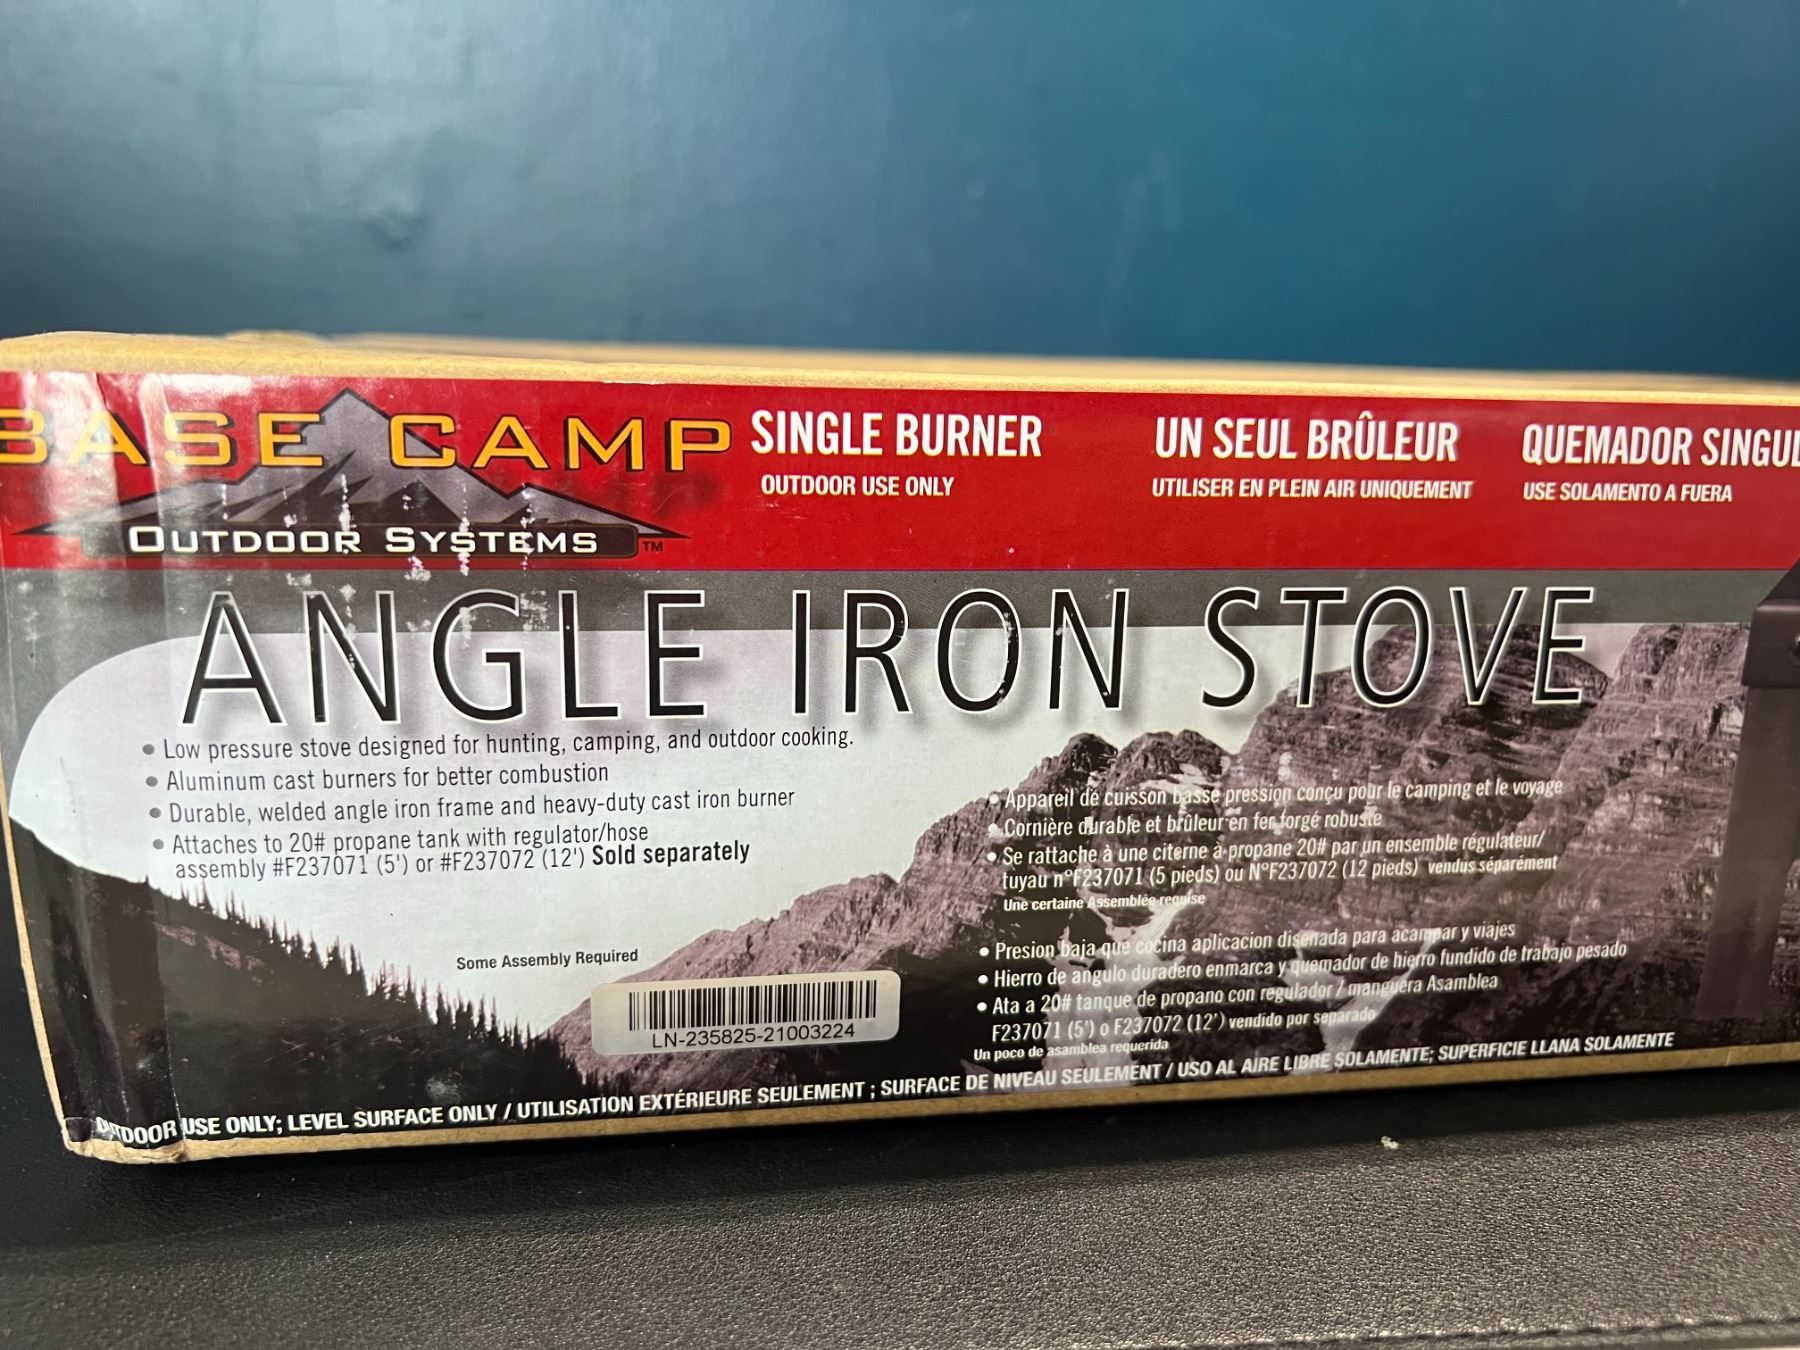 BASE CAMP
OUTDOOR SYSTEMS TM
SINGLE BURNER
OUTDOOR USE ONLY
UN SEUL BRÛLEUR
UTILISER EN PLEIN AIR UNIQUEMENT
QUEMADOR
USE SOLAMENTO A FUERA
ANGLE IRON STOVE
• Low pressure stove designed for hunting, camping, and outdoor cooking.
• Aluminum cast burners for better combustion
• Durable, welded angle iron frame and heavy-duty cast iron burner
• Attaches to 20# propane tank with regulator/hose
assembly #F237071 (5') or #F237072 (12') Sold separately
Some Assembly Required
LN-235825-21003224
• Appareil de cuisson basse pression conçu pour le camping et le voyage
• Cornière durable et brûleur en fer forgé robuste
• Se rattache à une citerne à propane 20# par un ensemble régulateur/
tuyau n°F237071 (5 pieds) ou N°F237072 (12 pieds) vendus séparément
Une certaine Assemblée requise
• Presion baja que cocina aplicacion disenada para acampar y viajes
• Hierro de angulo duradero enmarca y quemador de hierro fundido de trabajo pesado
• Ata a 20# tanque de propano con regulador / manguera Asamblea
F237071 (5') o F237072 (12') vendido por separado
Un poco de asamblea requerida
OUTDOOR USE ONLY; LEVEL SURFACE ONLY / UTILISATION EXTÉRIEURE SEULEMENT ; SURFACE DE NIVEAU SEULEMENT / USO AL AIRE LIBRE SOLAMENTE; SUPERFICIE LLANA SOLAMENTE